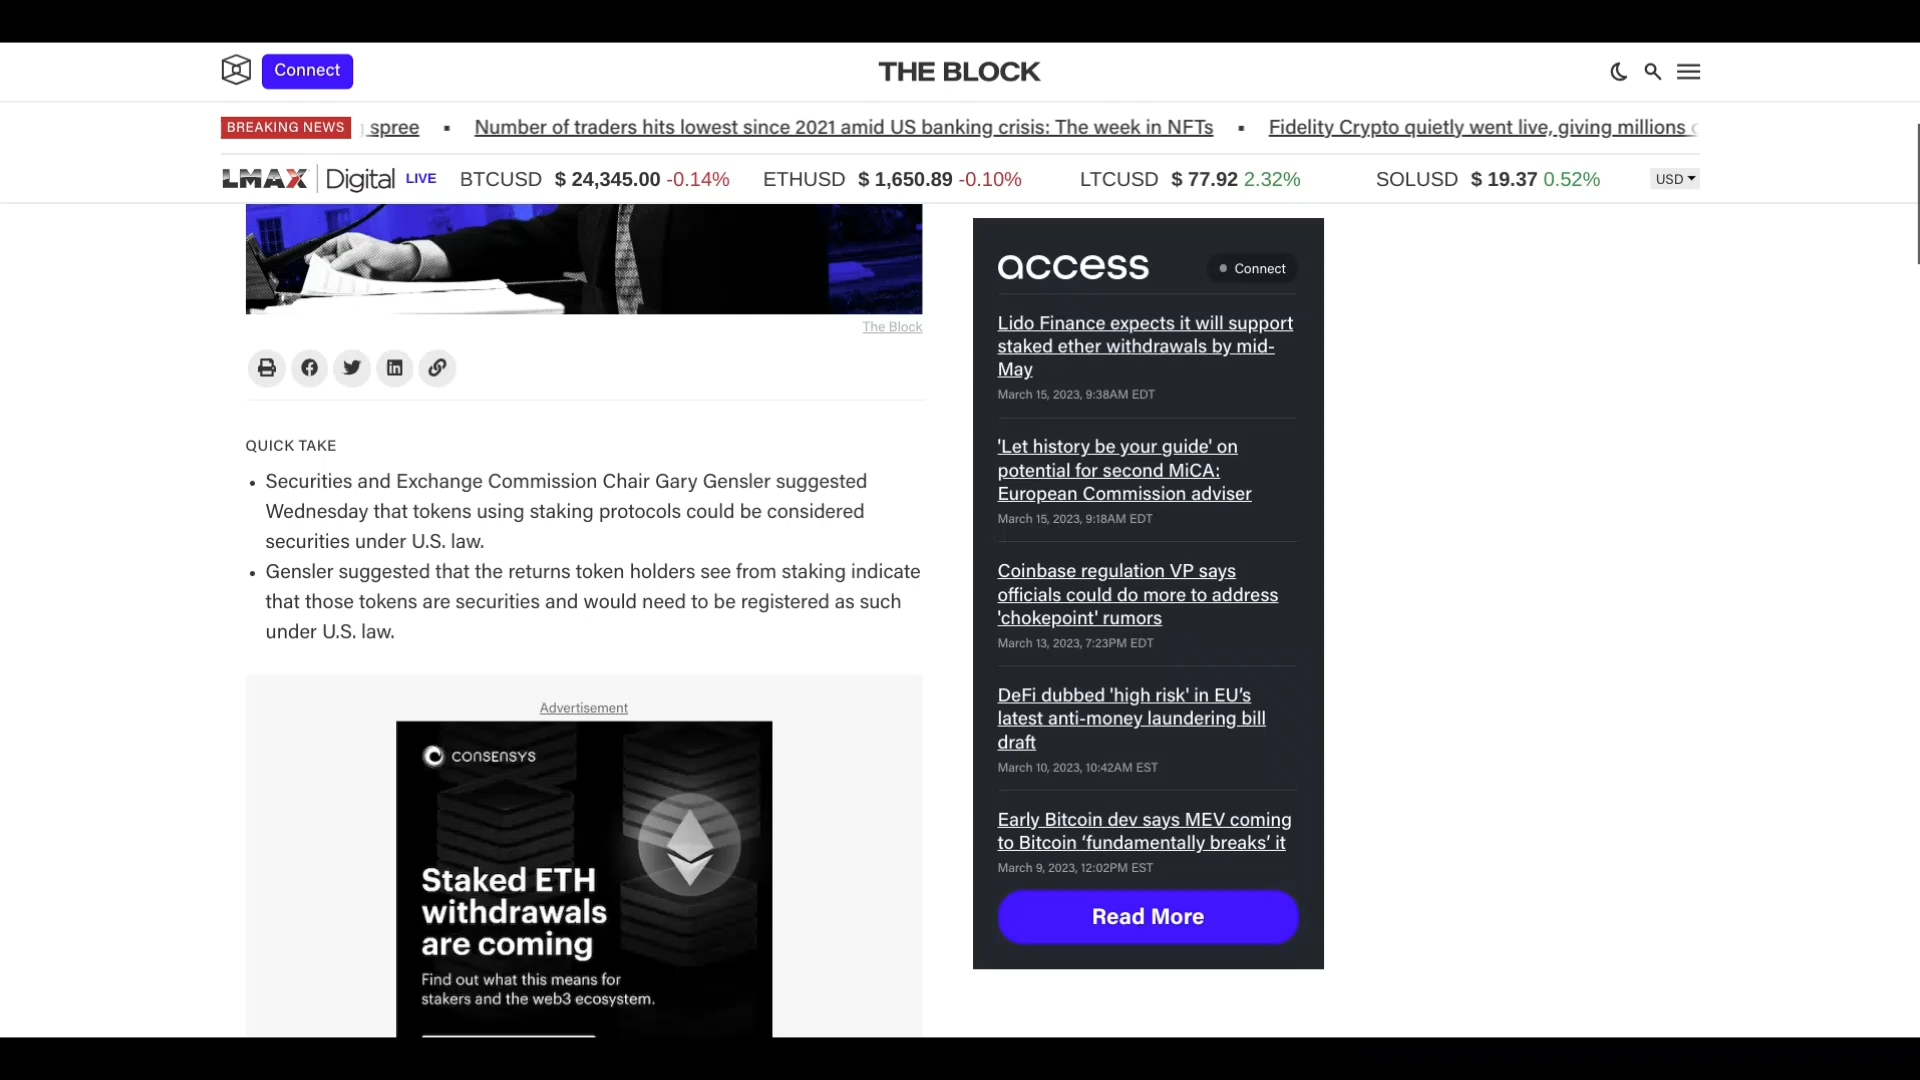 Connect
THE BLOCK
BREAKING NEWS spree ▪ Number of traders hits lowest since 2021 amid US banking crisis: The week in NFTs ▪ Fidelity Crypto quietly went live, giving millions
LMAX Digital LIVE BTCUSD $ 24,345.00 -0.14% ETHUSD $ 1,650.89 -0.10% LTCUSD $ 77.92 2.32% SOLUSD $ 19.37 0.52% USD
The Block
QUICK TAKE
• Securities and Exchange Commission Chair Gary Gensler suggested
Wednesday that tokens using staking protocols could be considered
securities under U.S. law.
• Gensler suggested that the returns token holders see from staking indicate
that those tokens are securities and would need to be registered as such
under U.S. law.
Advertisement
CONSENSYS
Staked ETH
withdrawals
are coming
Find out what this means for
stakers and the web3 ecosystem.
access
Connect
Lido Finance expects it will support
staked ether withdrawals by mid-
May
March 15, 2023, 9:38AM EDT
'Let history be your guide' on
potential for second MiCA:
European Commission adviser
March 15, 2023, 9:18AM EDT
Coinbase regulation VP says
officials could do more to address
'chokepoint' rumors
March 13, 2023, 7:23PM EDT
DeFi dubbed 'high risk' in EU’s
latest anti-money laundering bill
draft
March 10, 2023, 10:42AM EST
Early Bitcoin dev says MEV coming
to Bitcoin ‘fundamentally breaks’ it
March 9, 2023, 12:02PM EST
Read More